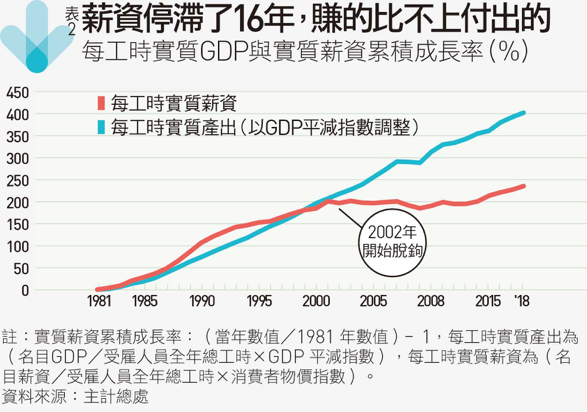 表2 薪資停滯了16年，賺的比不上付出的
每工時實質GDP與實質薪資累積成長率（%）
450
400
350
300
250
200
150
100
50
0
每工時實質薪資
每工時實質產出（以GDP平減指數調整）
2002年
開始脫鉤
1981 1985 1990 1995 2000 2005 2008 2015 '18
註：實質薪資累積成長率：（當年數值／1981 年數值）－ 1，每工時實質產出為
（名目GDP／受雇人員全年總工時×GDP 平減指數），每工時實質薪資為（名
目薪資／受雇人員全年總工時×消費者物價指數）。
資料來源：主計總處